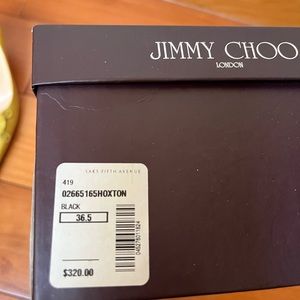 JIMMY CHOO
LONDON
SAKS FIFTH AVENUE
419
02665165HOXTON
BLACK
36.5
$320.00